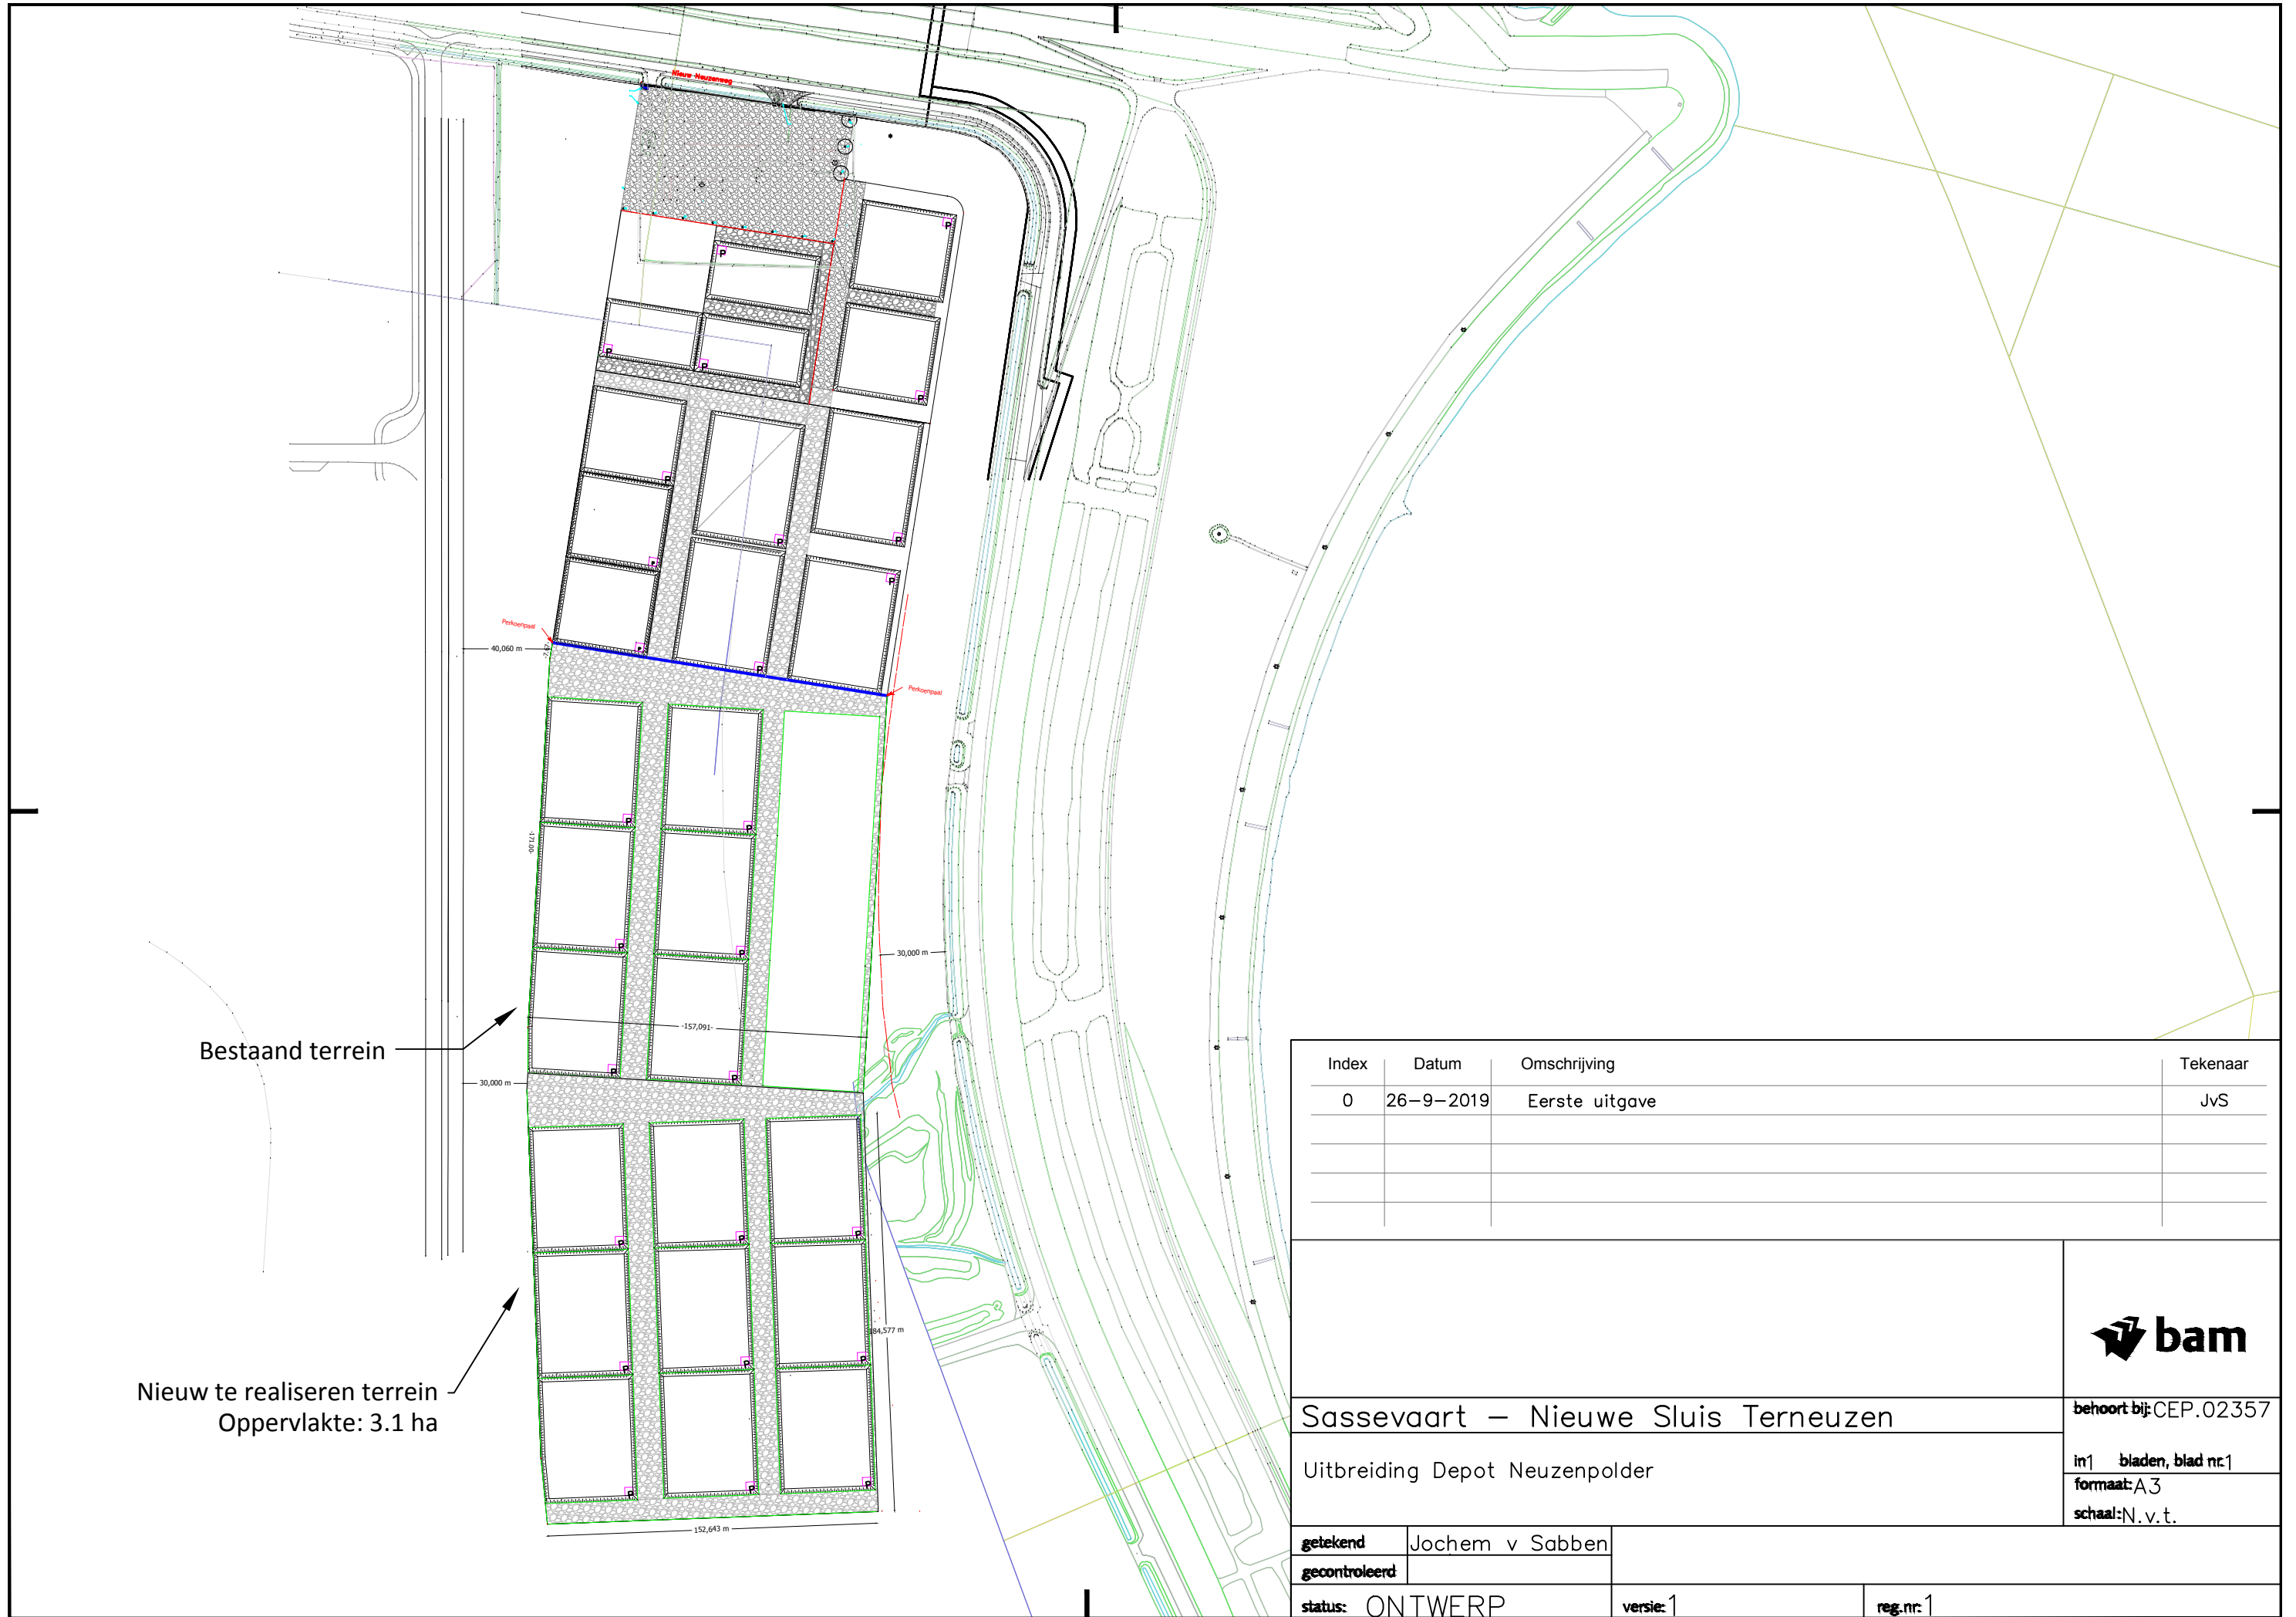 Nieuw Neuzenweg
P
P
P
P
P
P
P
P
P
P
P
P
P
P
Perkoenpaal
40,060 m
Perkoenpaal
P
P
-171,00-
P
P
30,000 m
Bestaand terrein
-157,091-
P
P
30,000 m
P
P
P
Nieuw te realiseren terrein
Oppervlakte: 3.1 ha
184,577 m
P
P
P
P
P
P
152,643 m
Index Datum Omschrijving Tekenaar
0 26-9-2019 Eerste uitgave JvS
bam
Sassevaart – Nieuwe Sluis Terneuzen
behoort bij: CEP.02357
Uitbreiding Depot Neuzenpolder
in 1 bladen, blad nr. 1
formaat: A3
schaal: N.v.t.
getekend Jochem v Sabben
gecontroleerd
status: ONTWERP versie: 1 reg.nr: 1